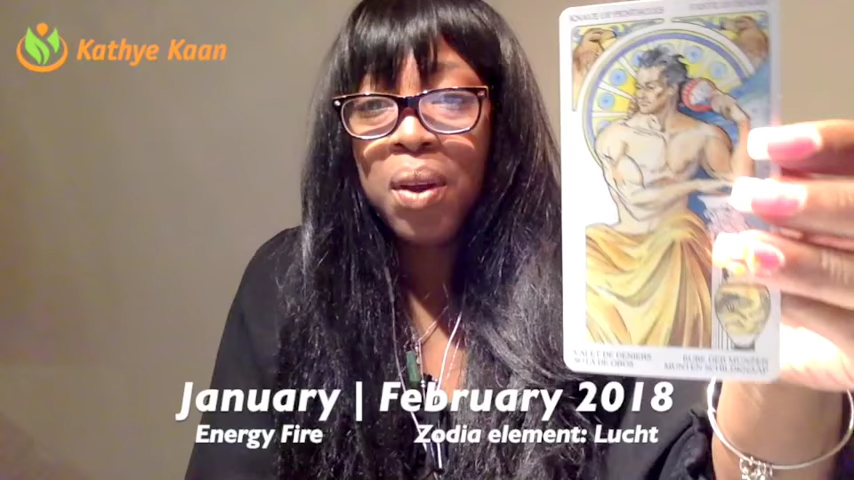 Kathye Kaan
KNAVE OF PENTACLES
VALET DE DENIERS
BUBE DER MÜNZEN
SOTA DE OROS
MUNTEN SCHILDKNAAP
January | February 2018
Energy Fire
Zodia element: Lucht